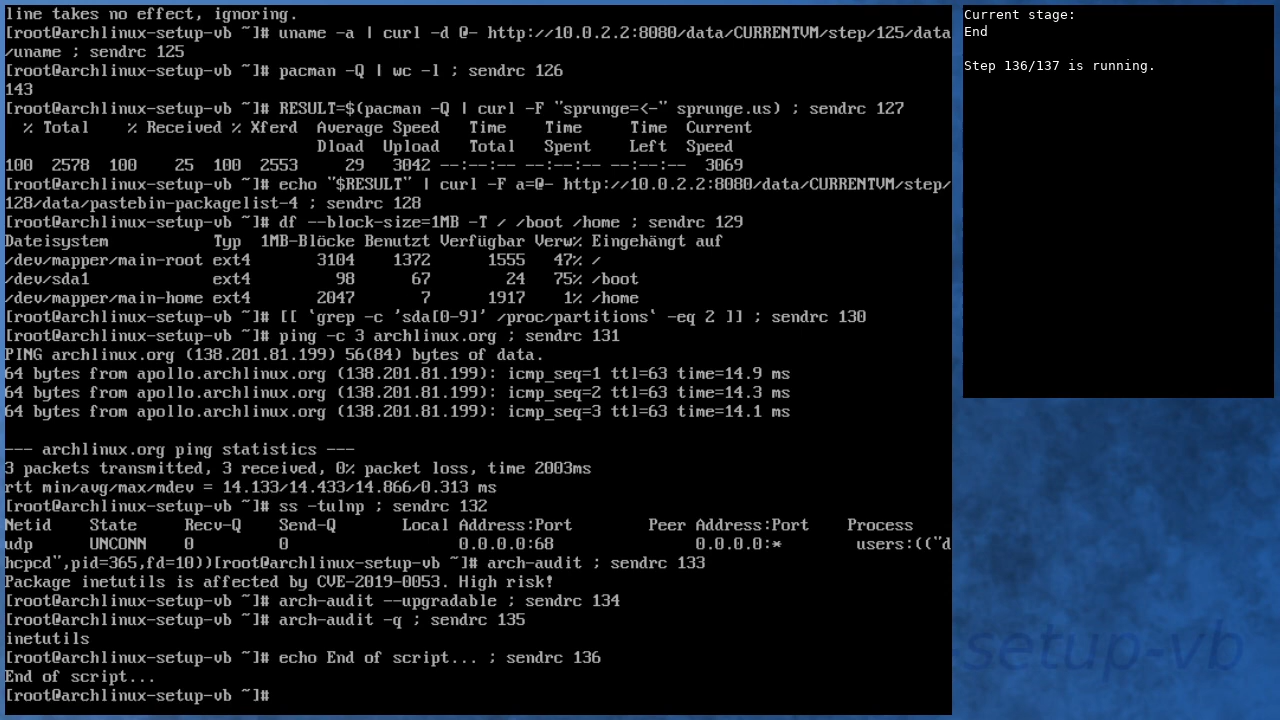 line takes no effect, ignoring.
[root@archlinux-setup-vb ~]# uname -a | curl -d @- http://10.0.2.2:8080/data/CURRENTVM/step/125/data
/uname ; sendrc 125
[root@archlinux-setup-vb ~]# pacman -Q | wc -l ; sendrc 126
143
[root@archlinux-setup-vb ~]# RESULT=$(pacman -Q | curl -F "sprunge=<-" sprunge.us) ; sendrc 127
  % Total    % Received % Xferd  Average Speed   Time    Time     Time  Current
                                 Dload  Upload   Total   Spent    Left  Speed
100  2578  100    25  100  2553     29   3042 --:--:-- --:--:-- --:--:--  3069
[root@archlinux-setup-vb ~]# echo "$RESULT" | curl -F a=@- http://10.0.2.2:8080/data/CURRENTVM/step/
128/data/pastebin-packagelist-4 ; sendrc 128
[root@archlinux-setup-vb ~]# df --block-size=1MB -T / /boot /home ; sendrc 129
Dateisystem           Typ  1MB-Blöcke Benutzt Verfügbar Verw% Eingehängt auf
/dev/mapper/main-root ext4       3104    1372      1555   47% /
/dev/sda1             ext4         98      67        24   75% /boot
/dev/mapper/main-home ext4       2047       7      1917    1% /home
[root@archlinux-setup-vb ~]# [[ `grep -c 'sda[0-9]' /proc/partitions` -eq 2 ]] ; sendrc 130
[root@archlinux-setup-vb ~]# ping -c 3 archlinux.org ; sendrc 131
PING archlinux.org (138.201.81.199) 56(84) bytes of data.
64 bytes from apollo.archlinux.org (138.201.81.199): icmp_seq=1 ttl=63 time=14.9 ms
64 bytes from apollo.archlinux.org (138.201.81.199): icmp_seq=2 ttl=63 time=14.3 ms
64 bytes from apollo.archlinux.org (138.201.81.199): icmp_seq=3 ttl=63 time=14.1 ms
--- archlinux.org ping statistics ---
3 packets transmitted, 3 received, 0% packet loss, time 2003ms
rtt min/avg/max/mdev = 14.133/14.433/14.866/0.313 ms
[root@archlinux-setup-vb ~]# ss -tulnp ; sendrc 132
Netid    State     Recv-Q    Send-Q       Local Address:Port        Peer Address:Port    Process
udp      UNCONN    0         0                  0.0.0.0:68               0.0.0.0:*        users:(("d
hcpcd",pid=365,fd=10))[root@archlinux-setup-vb ~]# arch-audit ; sendrc 133
Package inetutils is affected by CVE-2019-0053. High risk!
[root@archlinux-setup-vb ~]# arch-audit --upgradable ; sendrc 134
[root@archlinux-setup-vb ~]# arch-audit -q ; sendrc 135
inetutils
[root@archlinux-setup-vb ~]# echo End of script... ; sendrc 136
End of script...
[root@archlinux-setup-vb ~]#
Current stage:
End
Step 136/137 is running.
setup-vb